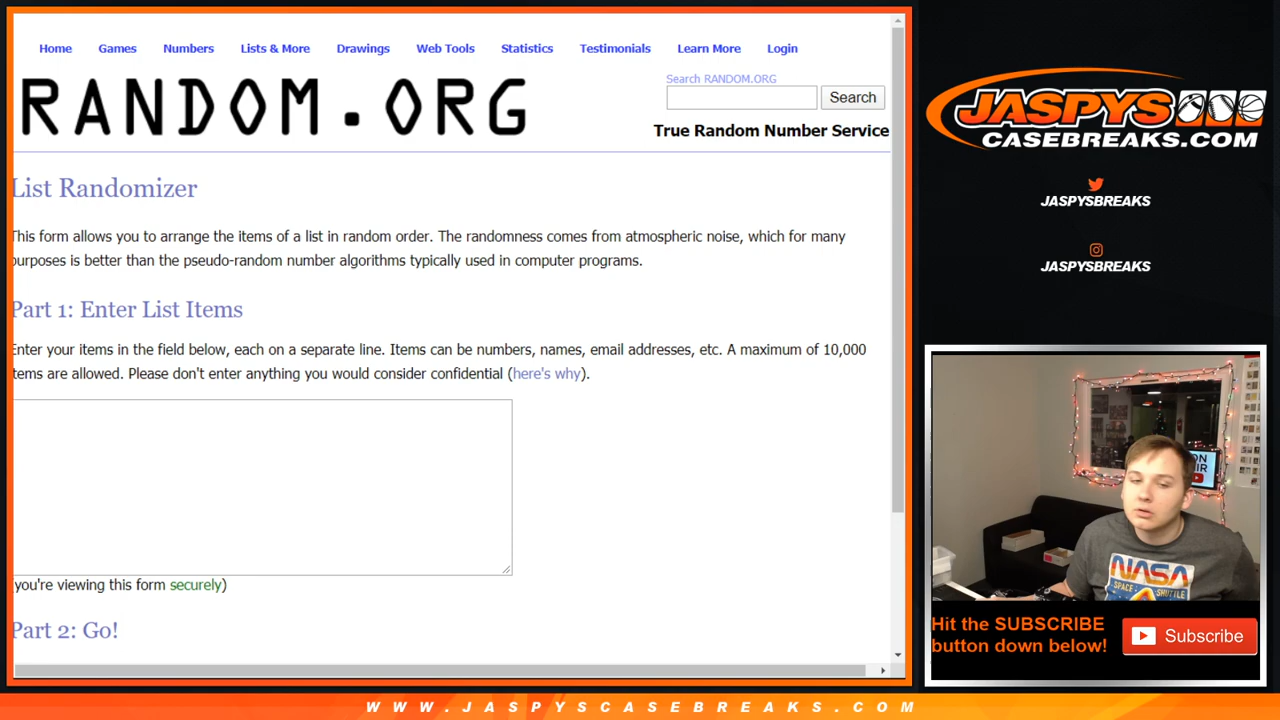 Home Games Numbers Lists & More Drawings Web Tools Statistics Testimonials Learn More Login
RANDOM.ORG
Search RANDOM.ORG
Search
True Random Number Service
List Randomizer
This form allows you to arrange the items of a list in random order. The randomness comes from atmospheric noise, which for many
purposes is better than the pseudo-random number algorithms typically used in computer programs.
Part 1: Enter List Items
Enter your items in the field below, each on a separate line. Items can be numbers, names, email addresses, etc. A maximum of 10,000
items are allowed. Please don't enter anything you would consider confidential (here's why).
(you're viewing this form securely)
Part 2: Go!
JASPYS
CASEBREAKS.COM
JASPYSBREAKS
JASPYSBREAKS
ON
AIR
NASA
SPACE SHUTTLE
Hit the SUBSCRIBE
button down below!
Subscribe
WWW.JASPYSCASEBREAKS.COM